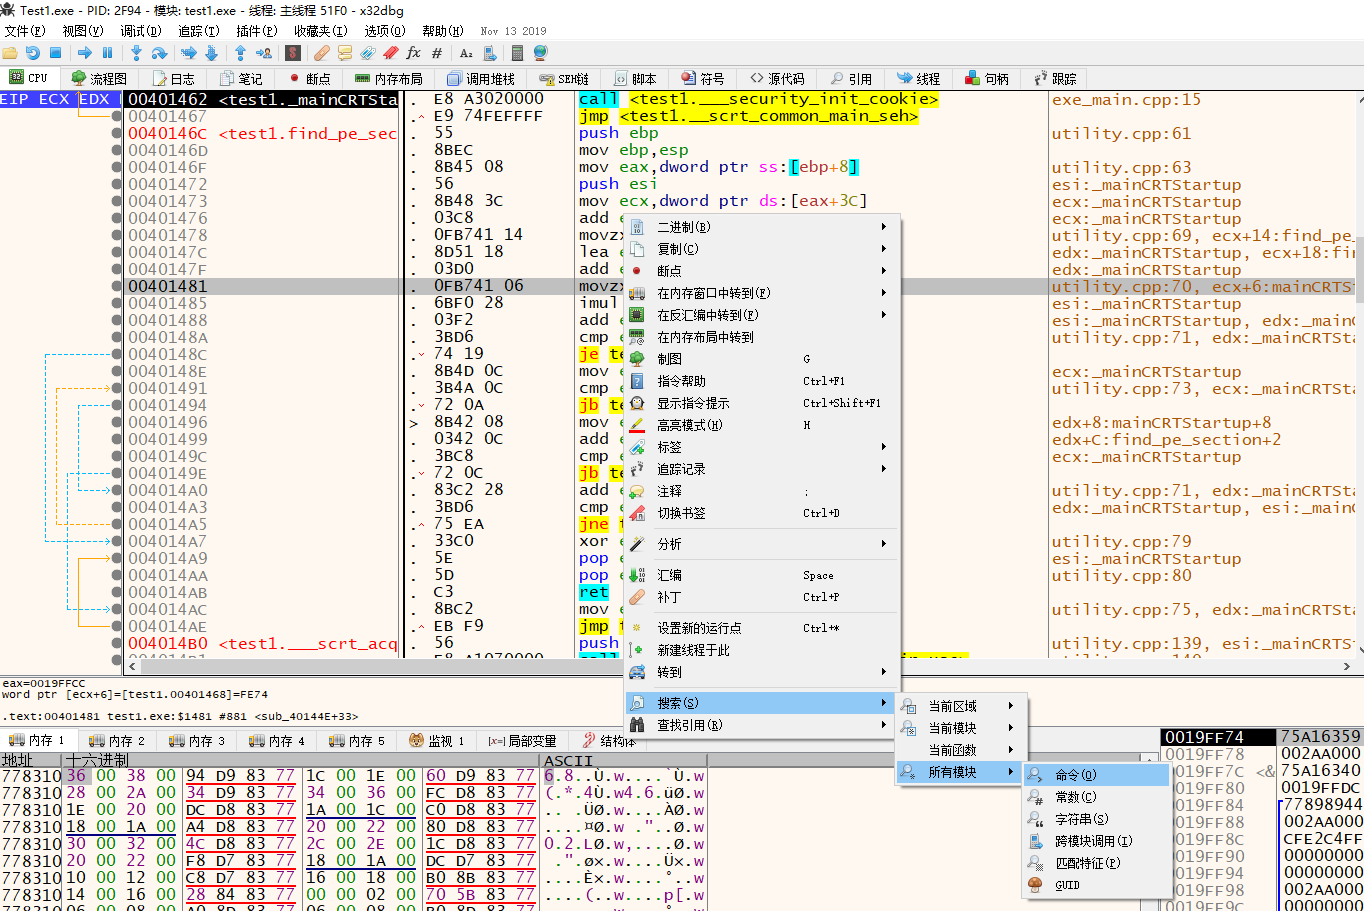 Test1.exe - PID: 2F94 - 模块: test1.exe - 线程: 主线程 51F0 - x32dbg
文件(F) 视图(V) 调试(D) 追踪(T) 插件(P) 收藏夹(I) 选项(O) 帮助(H) Nov 13 2019
CPU 流程图 日志 笔记 断点 内存布局 调用堆栈 SEH链 脚本 符号 源代码 引用 线程 句柄 跟踪
EIP ECX EDX 00401462 <test1._mainCRTSta . E8 A3020000 call <test1.___security_init_cookie> exe_main.cpp:15
00401467 . E9 74FEFFFF jmp <test1.__scrt_common_main_seh>
0040146C <test1.find_pe_sec . 55 push ebp utility.cpp:61
0040146D . 8BEC mov ebp,esp
0040146F . 8B45 08 mov eax,dword ptr ss:[ebp+8] utility.cpp:63
00401472 . 56 push esi esi:_mainCRTStartup
00401473 . 8B48 3C mov ecx,dword ptr ds:[eax+3C] ecx:_mainCRTStartup
00401476 . 03C8 add ecx:_mainCRTStartup
00401478 . 0FB741 14 movzx utility.cpp:69, ecx+14:find_pe_
0040147C . 8D51 18 lea edx:_mainCRTStartup, ecx+18:fin
0040147F . 03D0 add edx:_mainCRTStartup
00401481 . 0FB741 06 movzx utility.cpp:70, ecx+6:mainCRTS
00401485 . 6BF0 28 imul esi:_mainCRTStartup
00401488 . 03F2 add esi:_mainCRTStartup, edx:_main
0040148A . 3BD6 cmp utility.cpp:71, edx:_mainCRTSta
0040148C . 74 19 je te
0040148E . 8B4D 0C mov ecx:_mainCRTStartup
00401491 . 3B4A 0C cmp utility.cpp:73, ecx:_mainCRTSta
00401494 . 72 0A jb te
00401496 > 8B42 08 mov edx+8:mainCRTStartup+8
00401499 . 0342 0C add edx+C:find_pe_section+2
0040149C . 3BC8 cmp ecx:_mainCRTStartup
0040149E . 72 0C jb te
004014A0 . 83C2 28 add utility.cpp:71, edx:_mainCRTSta
004014A3 . 3BD6 cmp edx:_mainCRTStartup, esi:_main
004014A5 . 75 EA jne
004014A7 . 33C0 xor utility.cpp:79
004014A9 . 5E pop esi:_mainCRTStartup
004014AA . 5D pop utility.cpp:80
004014AB . C3 ret
004014AC . 8BC2 mov utility.cpp:75, edx:_mainCRTSta
004014AE . EB F9 jmp
004014B0 <test1.___scrt_acq . 56 push utility.cpp:139, esi:_mainCRTSt
二进制(B)
复制(C)
断点
在内存窗口中转到(F)
在反汇编中转到(F)
在内存布局中转到
制图 G
指令帮助 Ctrl+F1
显示指令提示 Ctrl+Shift+F1
高亮模式(H) H
标签
追踪记录
注释 :
切换书签 Ctrl+D
分析
汇编 Space
补丁 Ctrl+P
设置新的运行点 Ctrl+*
新建线程于此
转到
搜索(S)
查找引用(R)
当前区域
当前模块
当前函数
所有模块
命令(O)
常数(C)
字符串(S)
跨模块调用(I)
匹配特征(P)
GUID
eax=0019FFCC
word ptr [ecx+6]=[test1.00401468]=FE74
.text:00401481 test1.exe:$1481 #881 <sub_40144E+33>
内存 1 内存 2 内存 3 内存 4 内存 5 监视 1 [x=] 局部变量 结构体
地址 十六进制 ASCII
778310 36 00 38 00 94 D9 83 77 1C 00 1E 00 60 D9 83 77 6.8..Ù.w....`Ù.w
778310 28 00 2A 00 34 D9 83 77 34 00 36 00 FC D8 83 77 (.*.4Ù.w4.6.üØ.w
778310 1E 00 20 00 DC D8 83 77 1A 00 1C 00 C0 D8 83 77 .. .ÜØ.w....ÀØ.w
778310 18 00 1A 00 A4 D8 83 77 20 00 22 00 80 D8 83 77 ....¤Ø.w ."..Ø.w
778310 30 00 32 00 4C D8 83 77 2C 00 2E 00 1C D8 83 77 0.2.LØ.w,....Ø.w
778310 20 00 22 00 F8 D7 83 77 18 00 1A 00 DC D7 83 77  .".ø×.w....Ü×.w
778310 10 00 12 00 C8 D7 83 77 16 00 18 00 B0 8B 83 77 ....È×.w....°..w
778310 14 00 16 00 28 84 83 77 00 00 02 00 70 5B 83 77 ....(..w....p[.w
0019FF74 75A16359
0019FF78 002AA000
0019FF7C <& 75A16340
0019FF80 0019FFDC
0019FF84 77898944
0019FF88 002AA000
0019FF8C CFE2C4FF
0019FF90 00000000
0019FF94 00000000
0019FF98 002AA000
0019FF9C 00000000